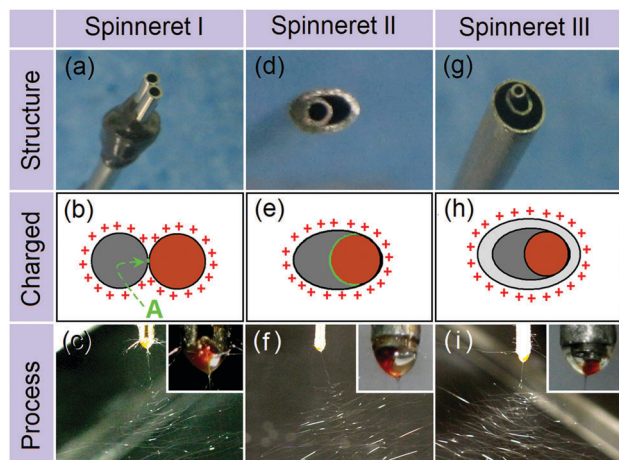 Spinneret I
Spinneret II
Spinneret III
Structure
(a)
(d)
(g)
Charged
(b)
A
(e)
(h)
Process
(c)
(f)
(i)